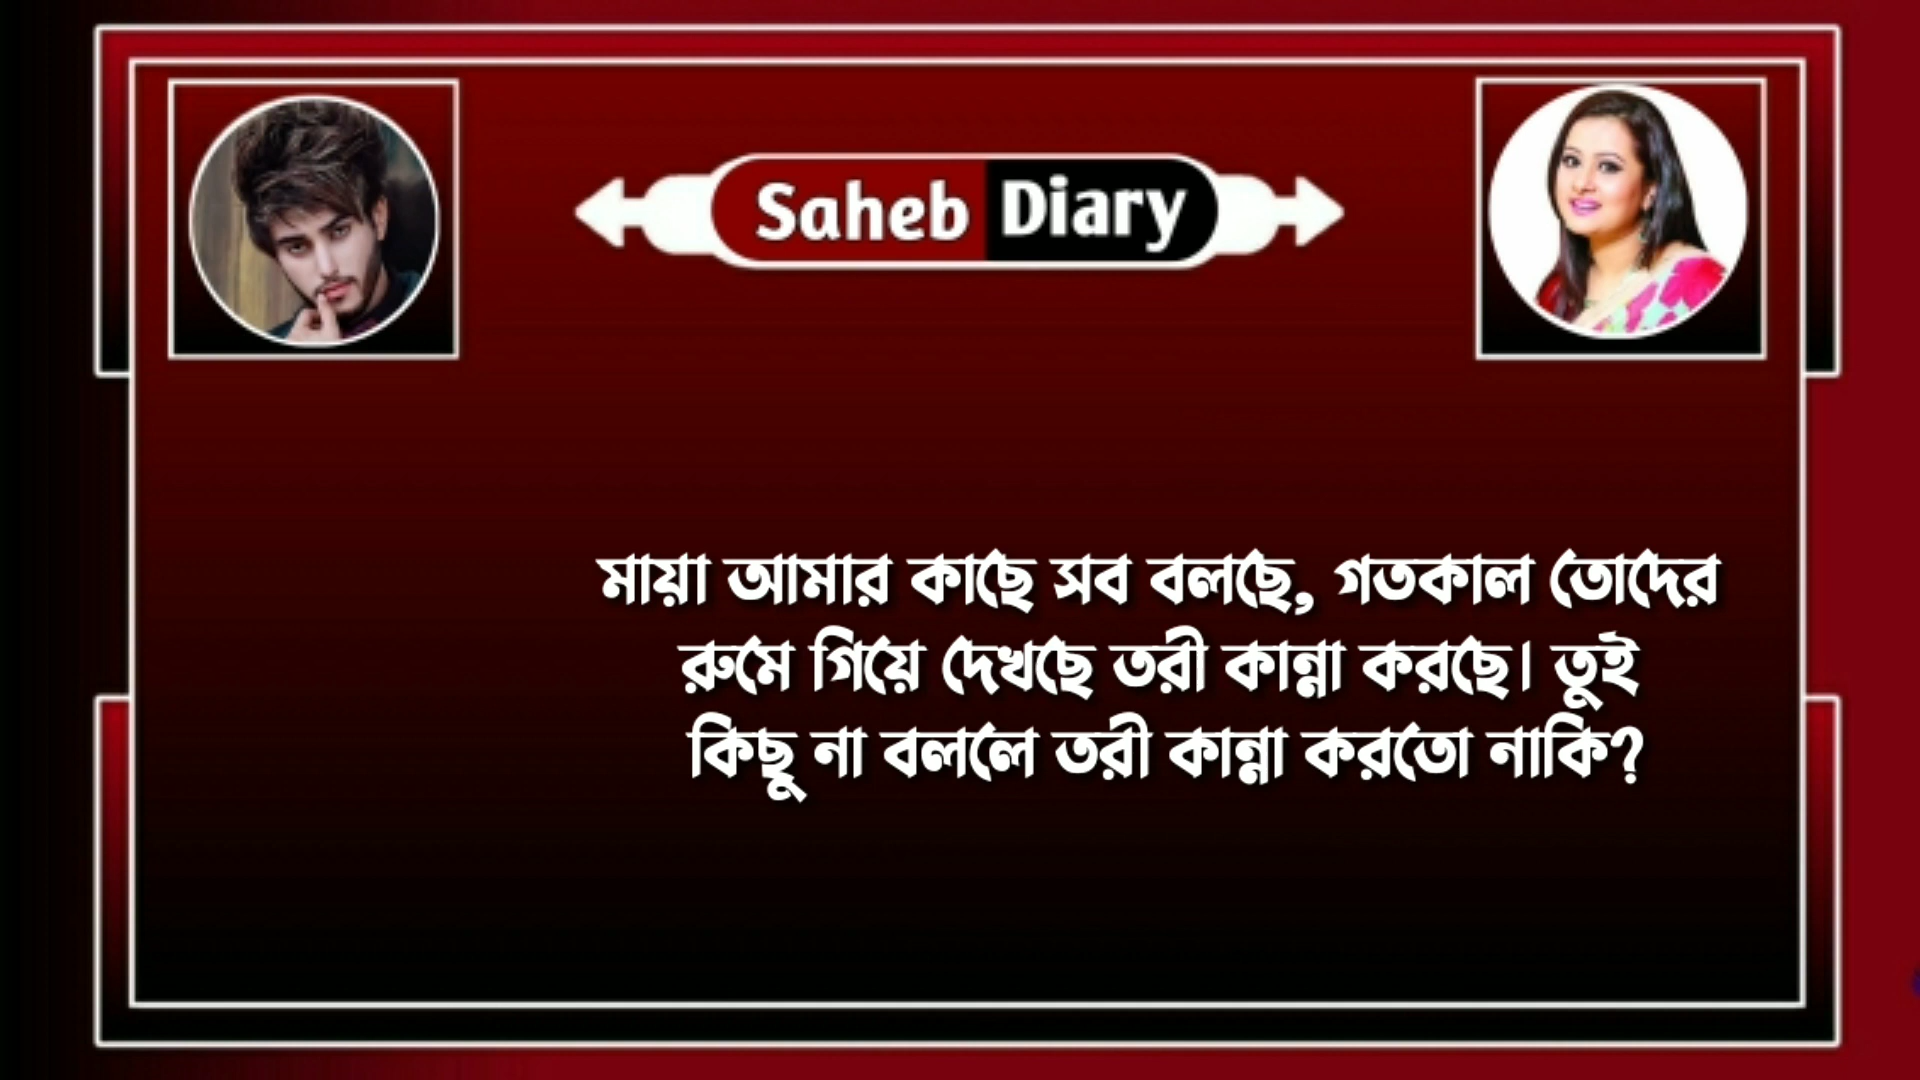 Saheb Diary
মায়া আমার কাছে সব বলছে, গতকাল তোদের
রুমে গিয়ে দেখছে তরী কান্না করছে। তুই
কিছু না বললে তরী কান্না করতো নাকি?